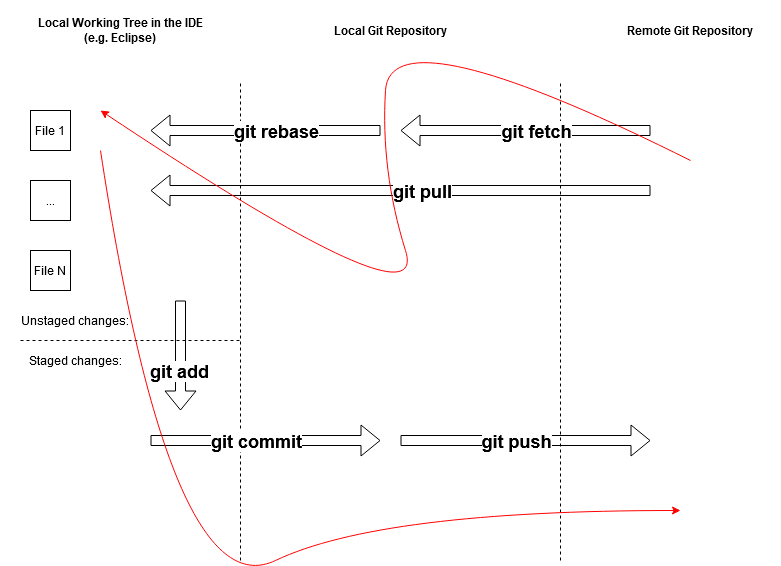 Local Working Tree in the IDE
(e.g. Eclipse)
Local Git Repository
Remote Git Repository
File 1
git rebase
git fetch
...
git pull
File N
Unstaged changes:
Staged changes:
git add
git commit
git push